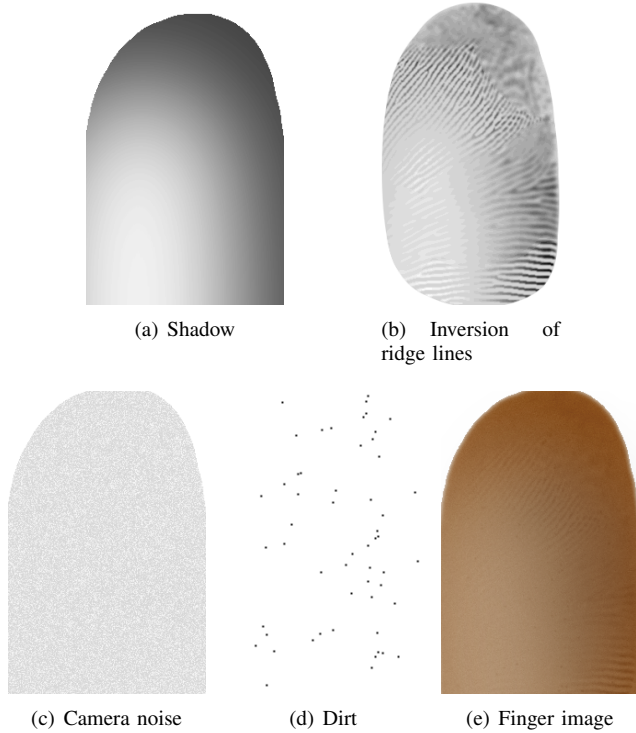 (a) Shadow
(b) Inversion of
ridge lines
(c) Camera noise
(d) Dirt
(e) Finger image